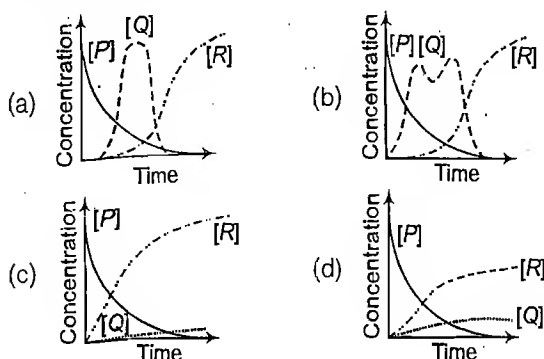 (a) Concentration [P] [Q] [R] Time
(b) Concentration [P] [Q] [R] Time
(c) Concentration [P] [Q] [R] Time
(d) Concentration [P] [R] [Q] Time